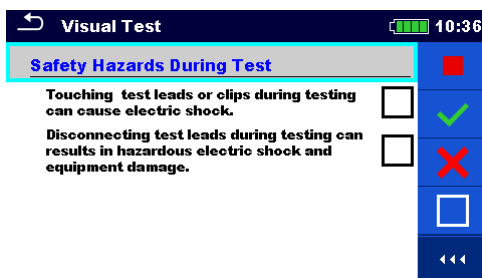 Visual Test 10:36
Safety Hazards During Test
Touching test leads or clips during testing
can cause electric shock.
Disconnecting test leads during testing can
results in hazardous electric shock and
equipment damage.